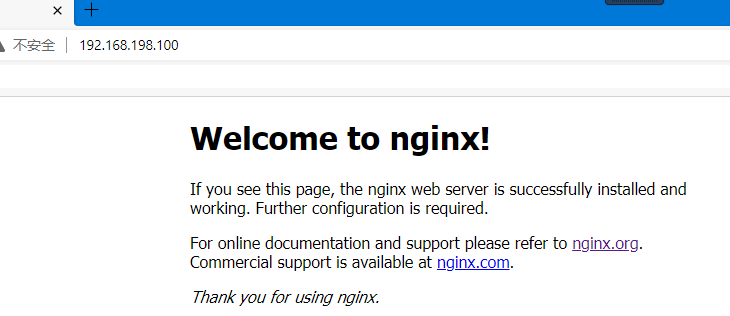 不安全 192.168.198.100
Welcome to nginx!
If you see this page, the nginx web server is successfully installed and
working. Further configuration is required.
For online documentation and support please refer to nginx.org.
Commercial support is available at nginx.com.
Thank you for using nginx.